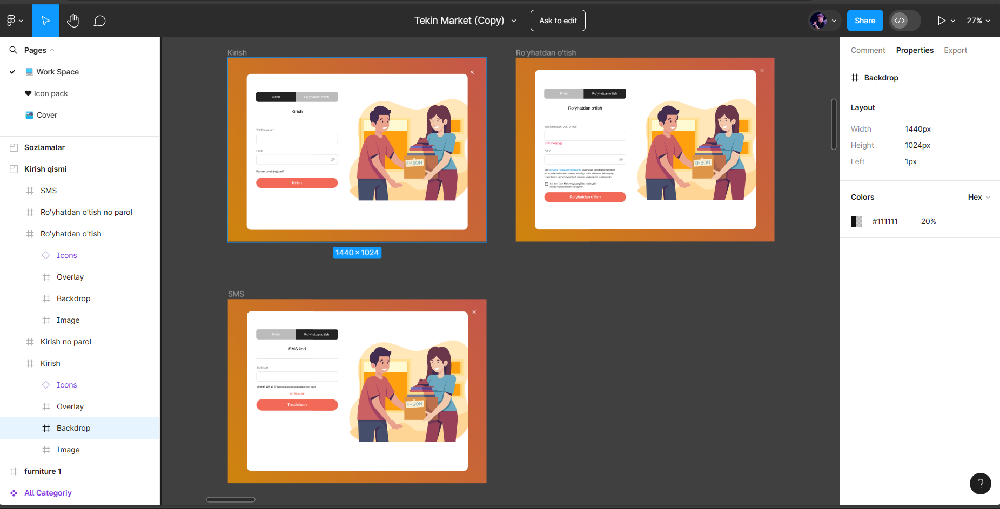 Tekin Market (Copy)
Ask to edit
Share
27%
Pages
Work Space
Icon pack
Cover
Sozlamalar
Kirish qismi
SMS
Ro'yhatdan o'tish no parol
Ro'yhatdan o'tish
Icons
Overlay
Backdrop
Image
Kirish no parol
Kirish
Icons
Overlay
Backdrop
Image
furniture 1
All Categoriy
Kirish
Kirish
Ro'yhatdan o'tish
Kirish
Telefon raqam
Parol
Parolni unutdingizmi?
Kirish
EHSON
1440 × 1024
Ro'yhatdan o'tish
Kirish
Ro'yhatdan o'tish
Ro'yhatdan o'tish
Telefon raqam yoki e-mail
Error message
Parol
Ro'yhatdan o'tish
EHSON
SMS
Kirish
Ro'yhatdan o'tish
SMS kod
SMS kod
Tasdiqlash
EHSON
Comment
Properties
Export
Backdrop
Layout
Width 1440px
Height 1024px
Left 1px
Colors
Hex
#111111 20%
?